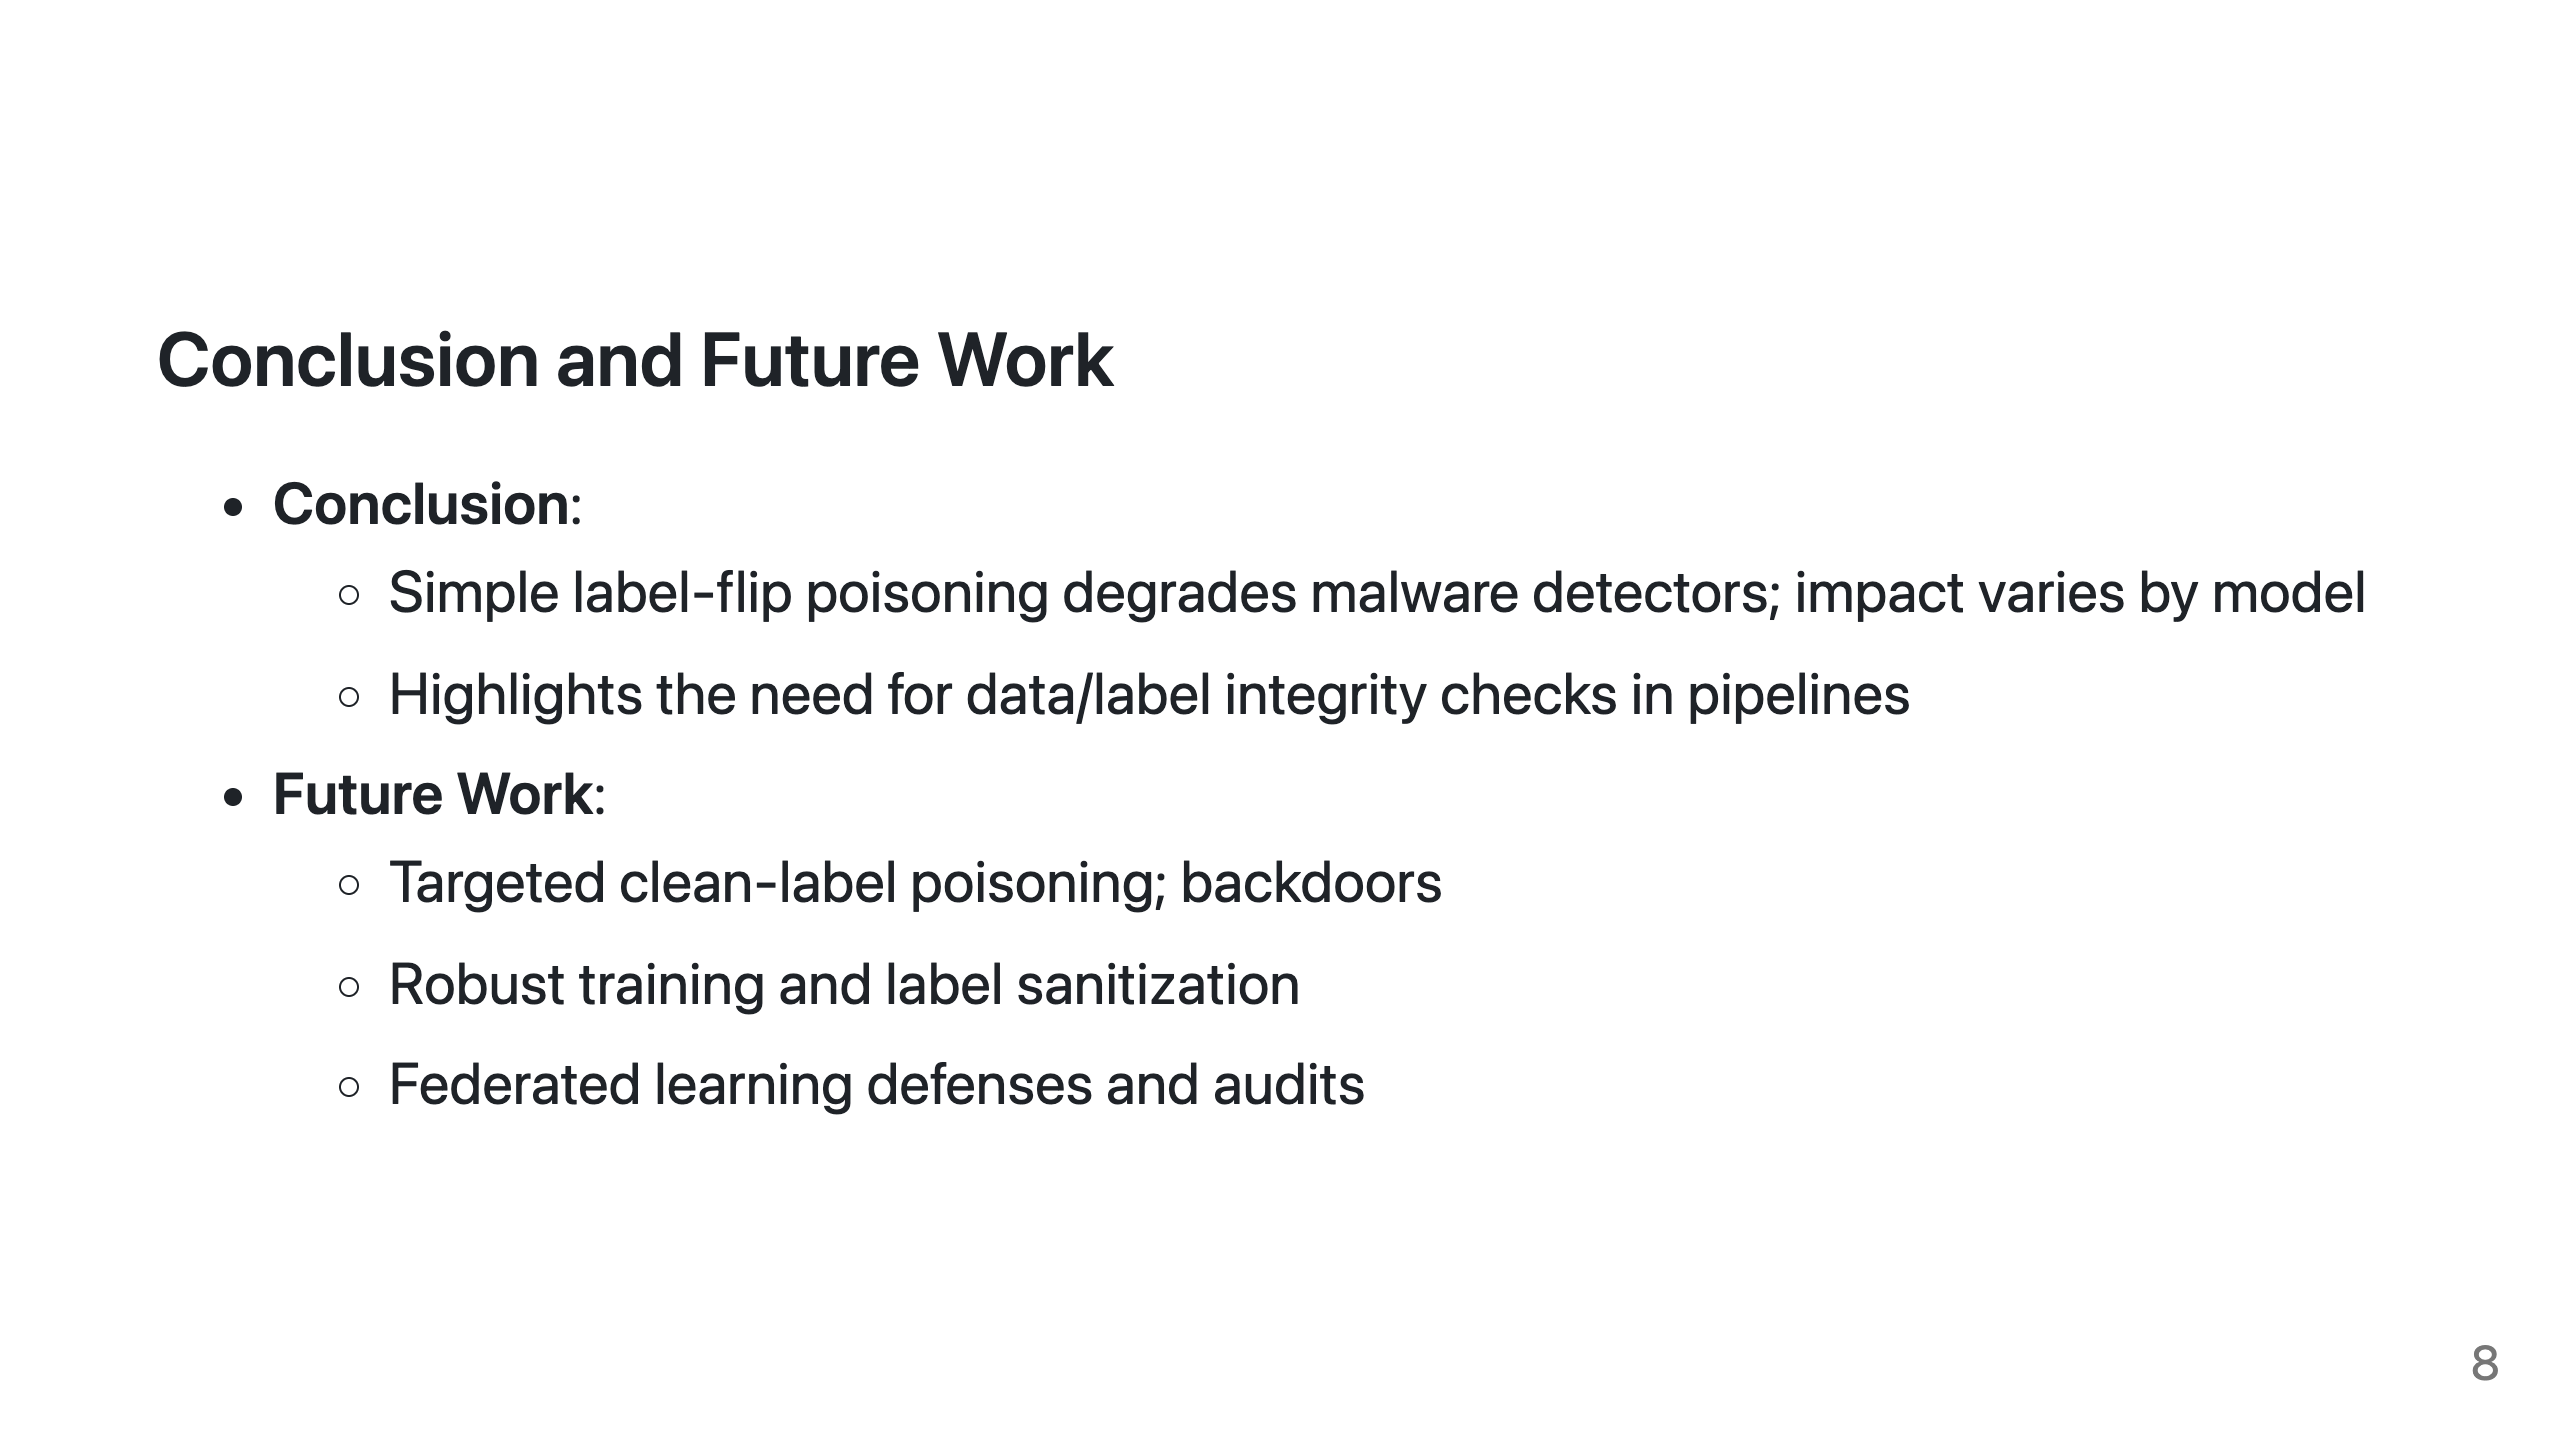 Conclusion and Future Work
Conclusion:
Simple label-flip poisoning degrades malware detectors; impact varies by model
Highlights the need for data/label integrity checks in pipelines
Future Work:
Targeted clean-label poisoning; backdoors
Robust training and label sanitization
Federated learning defenses and audits
8